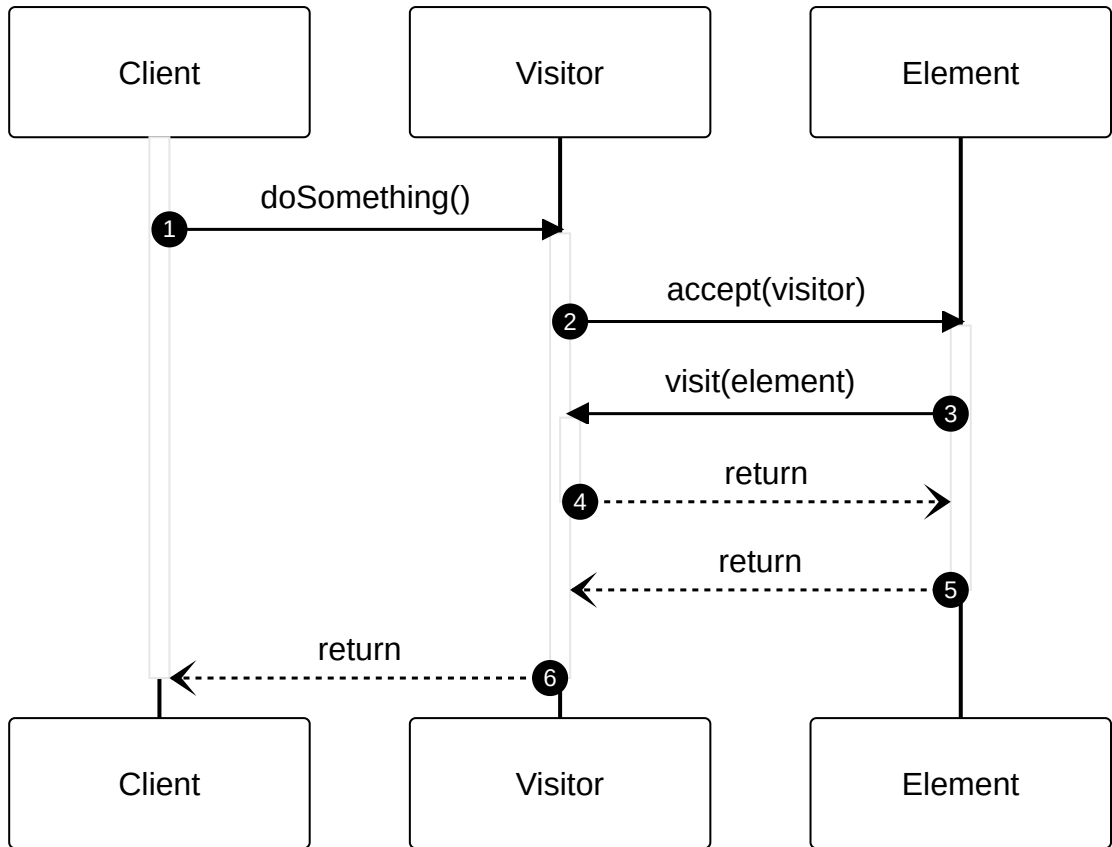 Client
Visitor
Element
doSomething()
1
accept(visitor)
2
visit(element)
3
return
4
return
5
return
6
Client
Visitor
Element